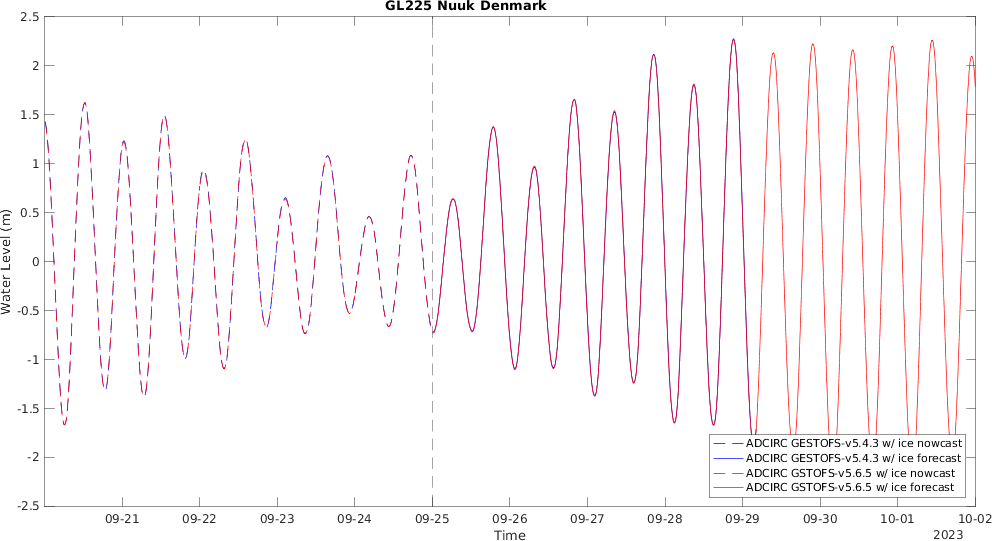 GL225 Nuuk Denmark
2.5
2
1.5
1
0.5
0
-0.5
-1
-1.5
-2
-2.5
Water Level (m)
ADCIRC GESTOFS-v5.4.3 w/ ice nowcast
ADCIRC GESTOFS-v5.4.3 w/ ice forecast
ADCIRC GSTOFS-v5.6.5 w/ ice nowcast
ADCIRC GSTOFS-v5.6.5 w/ ice forecast
09-21 09-22 09-23 09-24 09-25 09-26 09-27 09-28 09-29 09-30 10-01 10-02
Time
2023